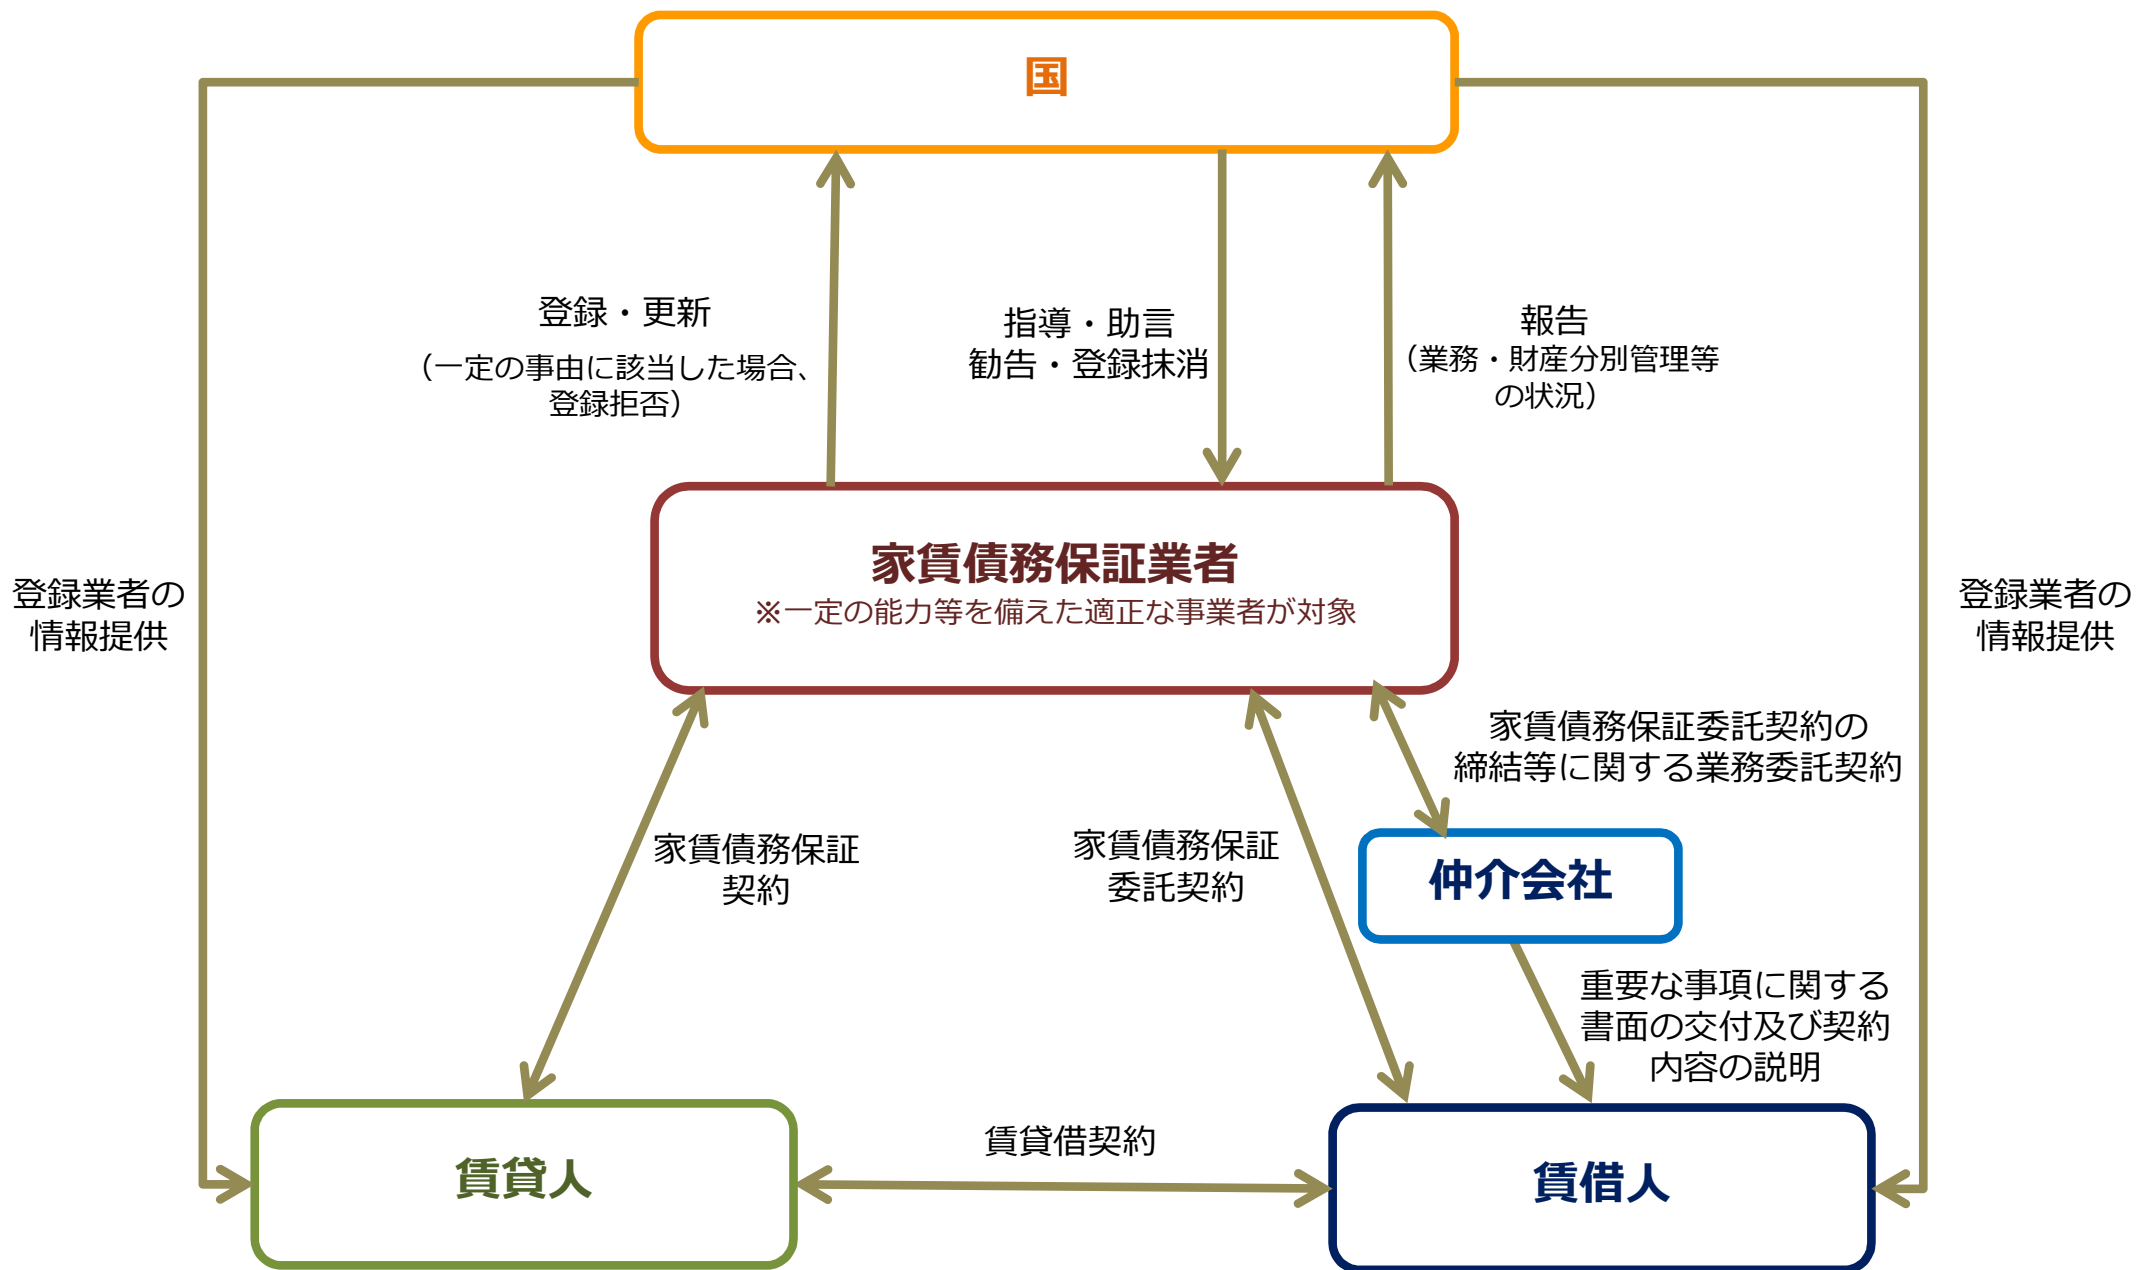 国
登録・更新
（一定の事由に該当した場合、
登録拒否）
指導・助言
勧告・登録抹消
報告
（業務・財産分別管理等
の状況）
家賃債務保証業者
※一定の能力等を備えた適正な事業者が対象
登録業者の
情報提供
登録業者の
情報提供
家賃債務保証委託契約の
締結等に関する業務委託契約
家賃債務保証
契約
家賃債務保証
委託契約
仲介会社
重要な事項に関する
書面の交付及び契約
内容の説明
賃貸借契約
賃貸人
賃借人